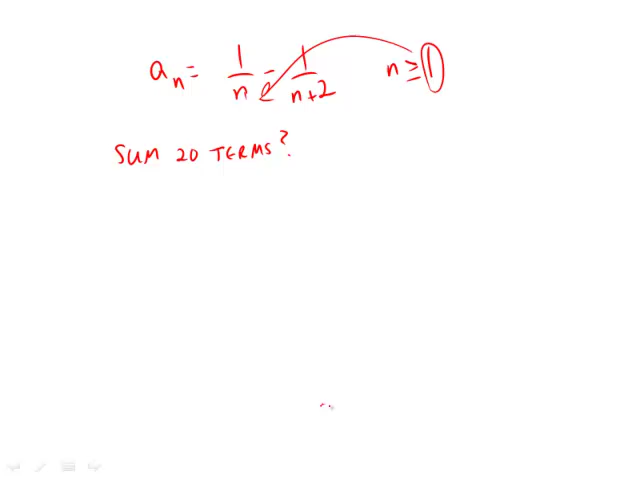 aₙ = 1/n - 1/(n+2) n ≥ 1
SUM 20 TERMS?